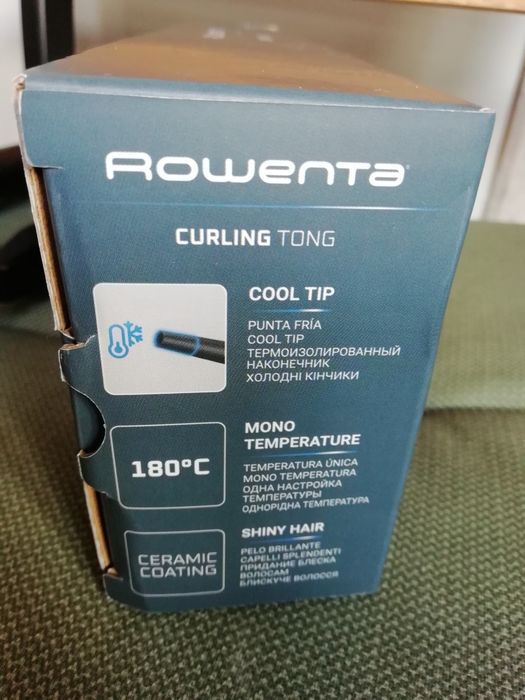 Rowenta
CURLING TONG
COOL TIP
PUNTA FRÍA
COOL TIP
ТЕРМОИЗОЛИРОВАННЫЙ
НАКОНЕЧНИК
ХОЛОДНІ КІНЧИКИ
180°C
MONO
TEMPERATURE
TEMPERATURA ÚNICA
MONO TEMPERATURA
ОДНА НАСТРОЙКА
ТЕМПЕРАТУРЫ
ОДНОРІДНА ТЕМПЕРАТУРА
CERAMIC
COATING
SHINY HAIR
PELO BRILLANTE
CAPELLI SPLENDENTI
ПРИДАНИЕ БЛЕСКА
ВОЛОСАМ
БЛИСКУЧЕ ВОЛОССЯ